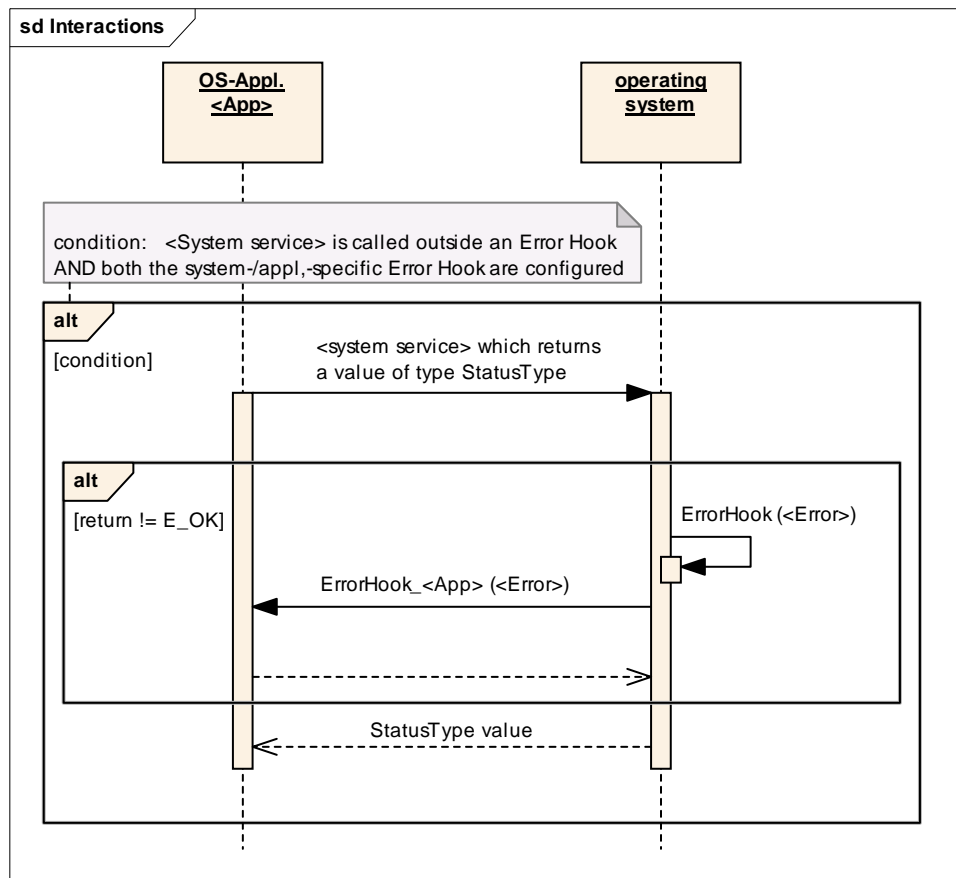 sd Interactions
OS-Appl.
<App>
operating
system
condition: <System service> is called outside an Error Hook
AND both the system-/appl,-specific Error Hook are configured
alt
[condition]
<system service> which returns
a value of type StatusType
alt
[return != E_OK]
ErrorHook (<Error>)
ErrorHook_<App> (<Error>)
StatusType value